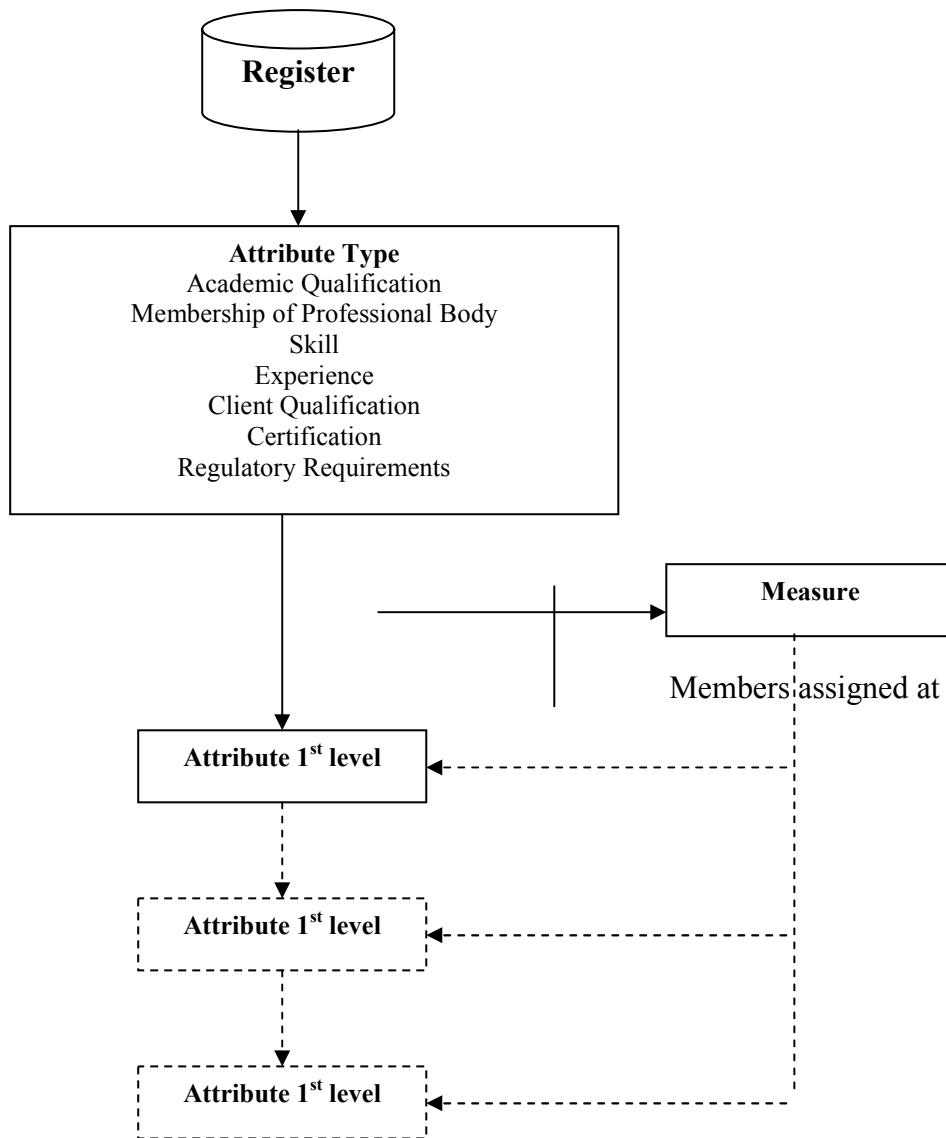 Register
Attribute Type
Academic Qualification
Membership of Professional Body
Skill
Experience
Client Qualification
Certification
Regulatory Requirements
Measure
Members assigned at
Attribute 1st level
Attribute 1st level
Attribute 1st level